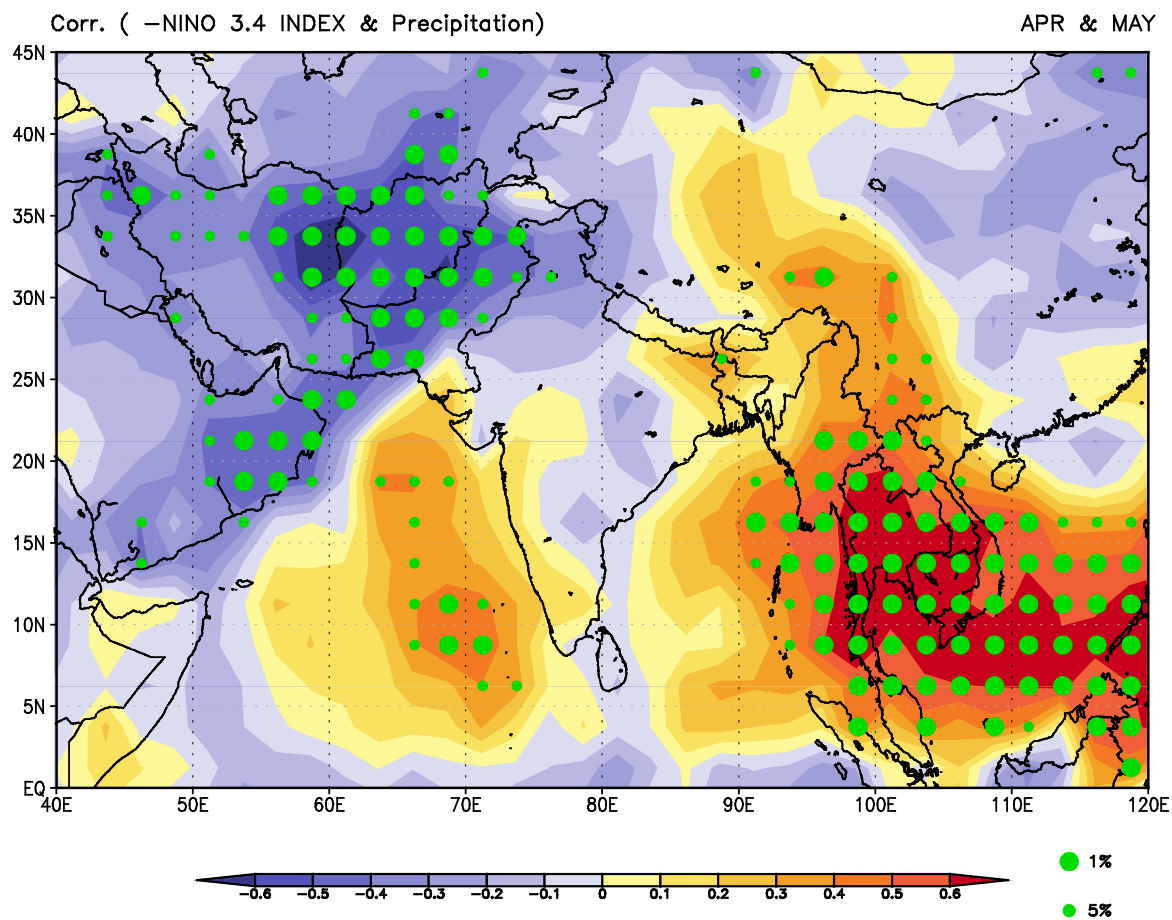 Corr. ( −NINO 3.4 INDEX & Precipitation)
APR & MAY
45N
40N
35N
30N
25N
20N
15N
10N
5N
EQ
40E 50E 60E 70E 80E 90E 100E 110E 120E
1%
-0.6 -0.5 -0.4 -0.3 -0.2 -0.1 0 0.1 0.2 0.3 0.4 0.5 0.6
5%